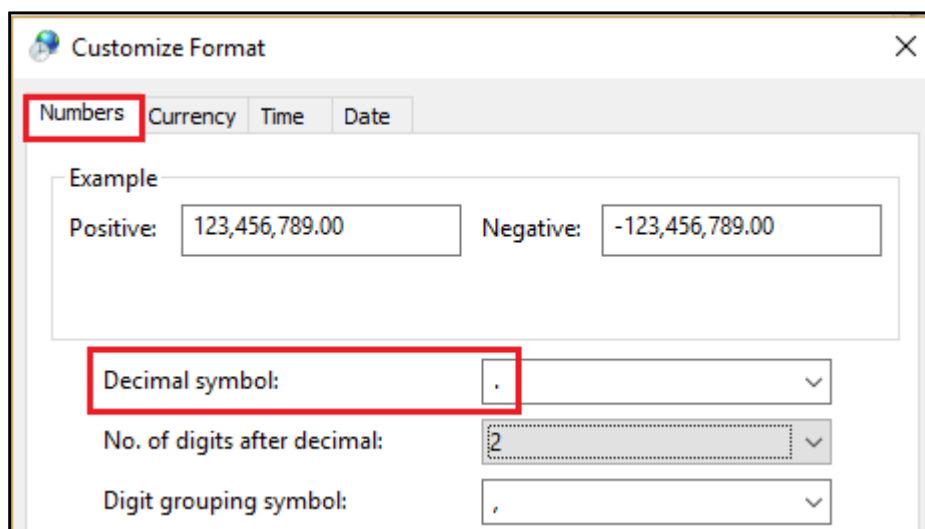 Customize Format
Numbers Currency Time Date
Example
Positive: 123,456,789.00 Negative: -123,456,789.00
Decimal symbol: .
No. of digits after decimal: 2
Digit grouping symbol: ,